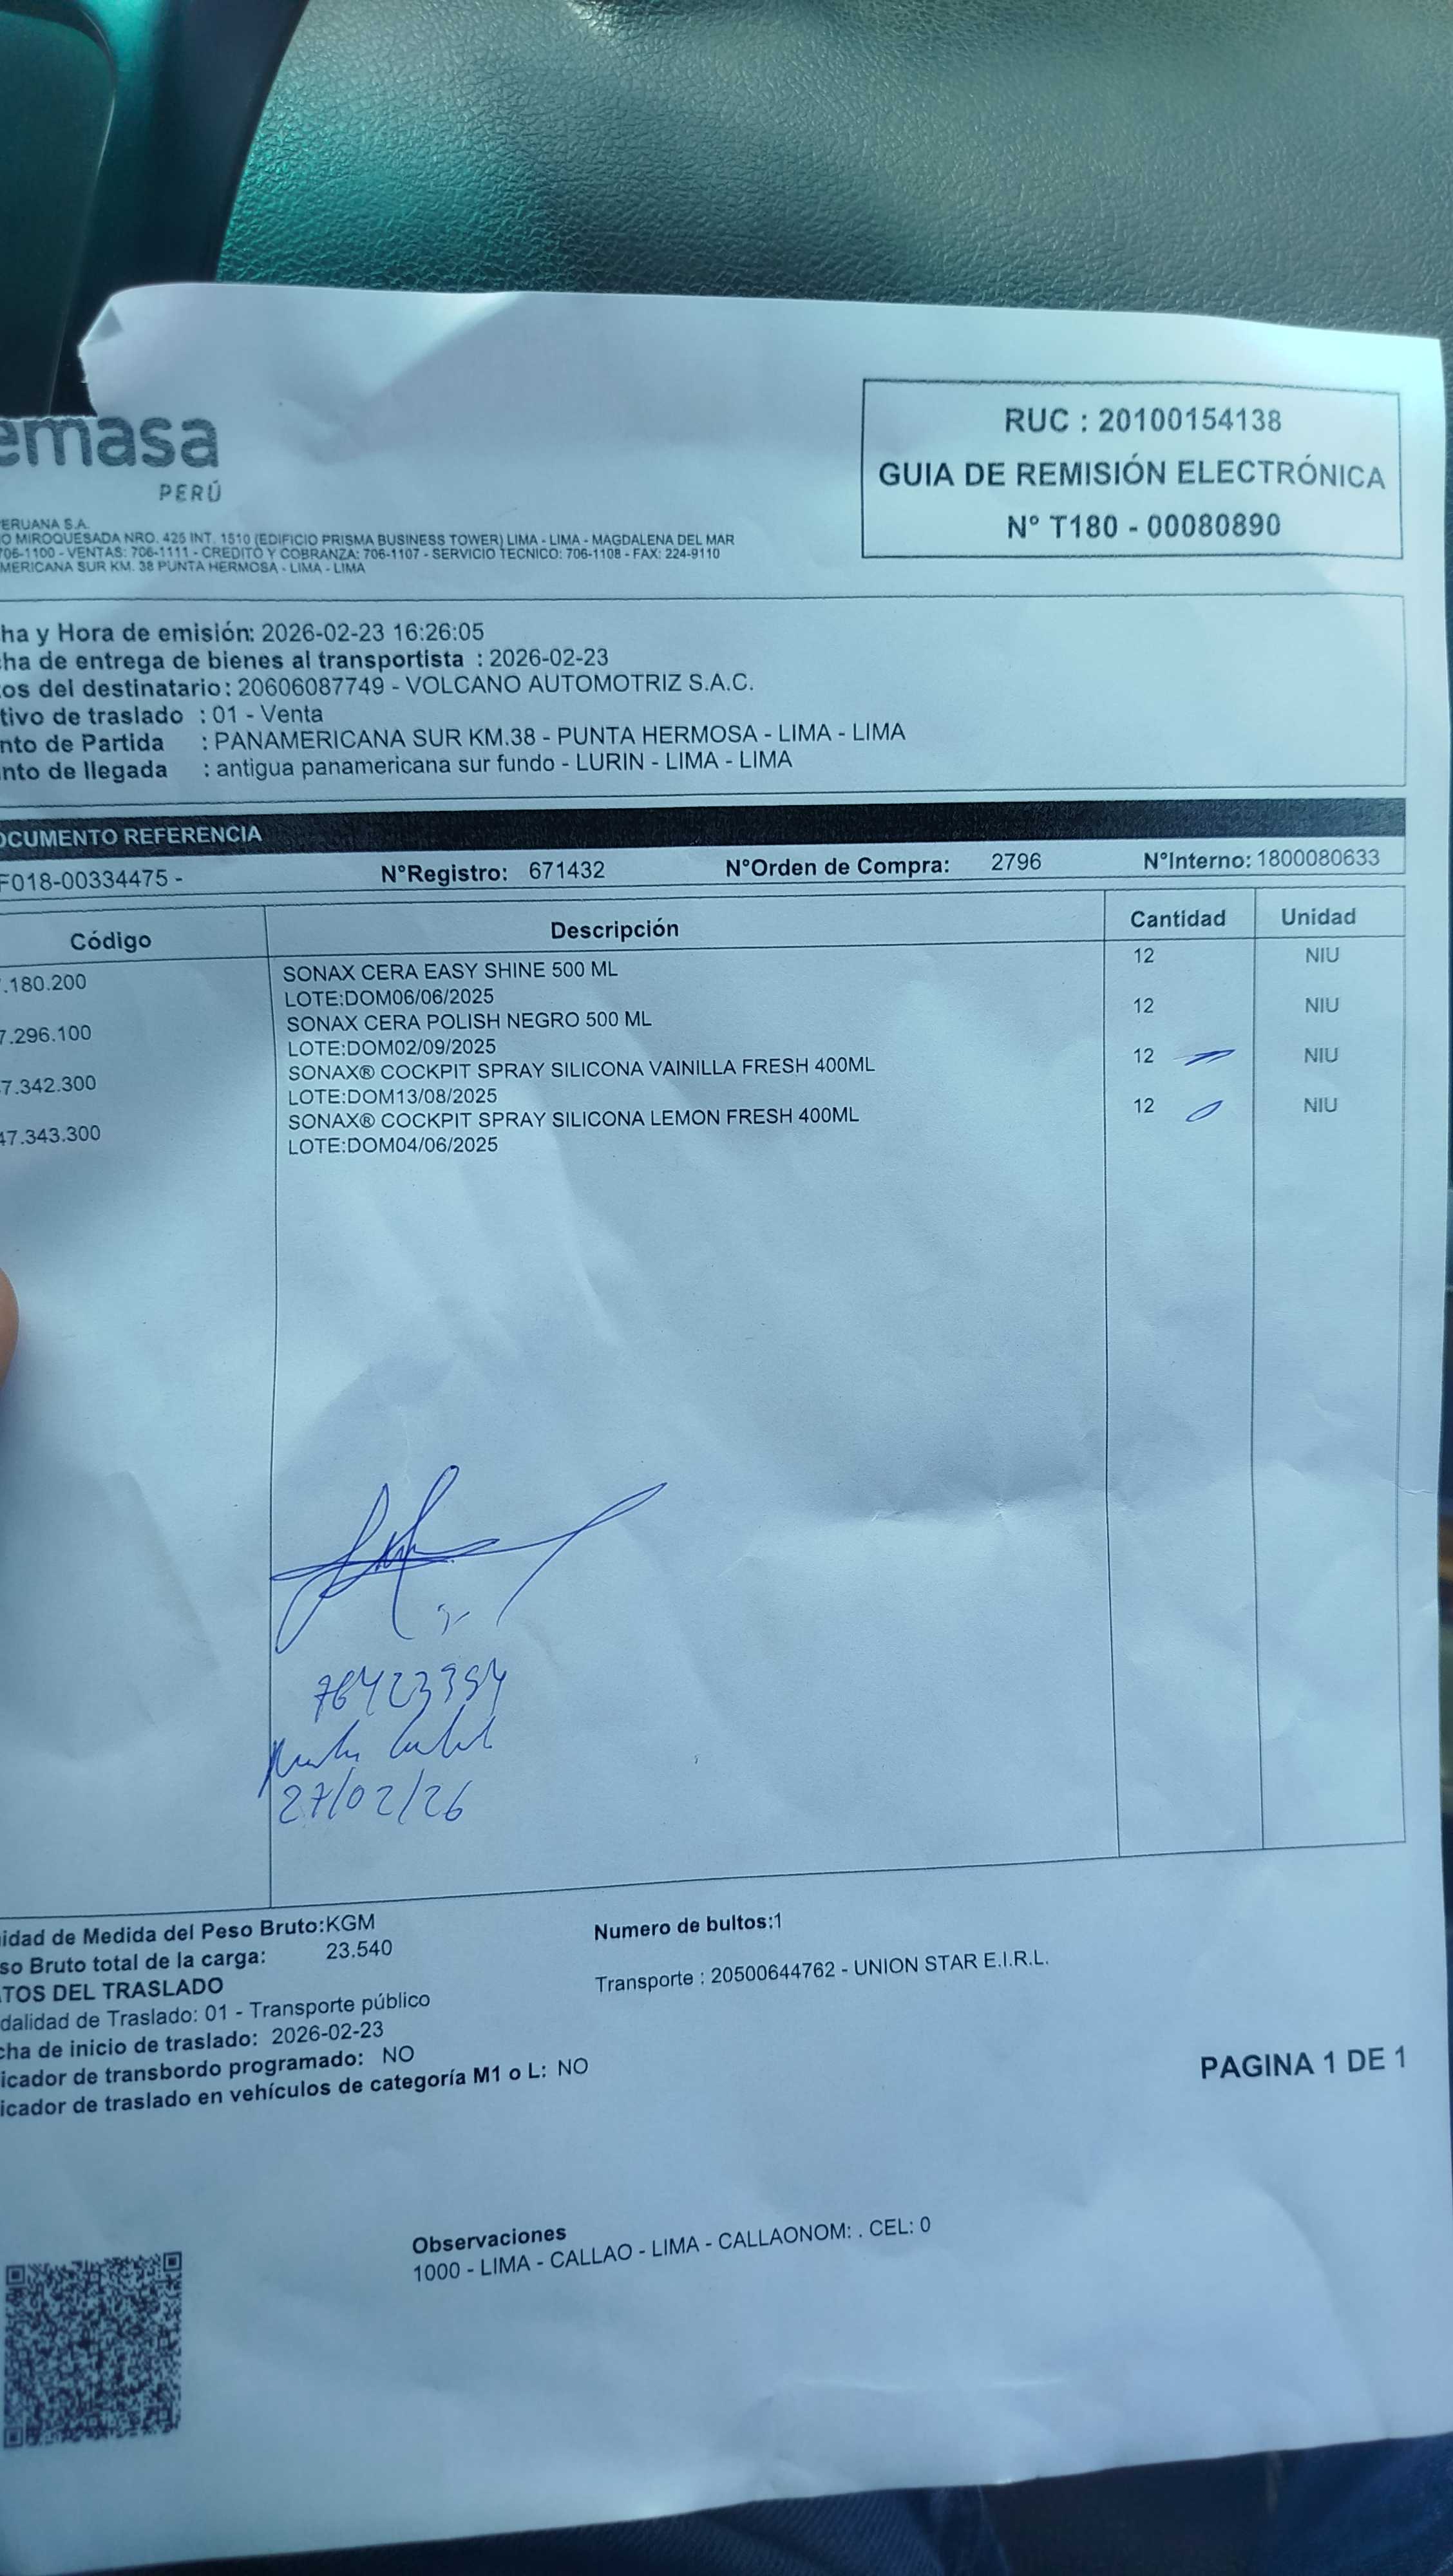 emasa
PERÚ
ERUANA S.A.
O MIROQUESADA NRO. 425 INT. 1510 (EDIFICIO PRISMA BUSINESS TOWER) LIMA - LIMA - MAGDALENA DEL MAR
706-1100 - VENTAS: 706-1111 - CREDITO Y COBRANZA: 706-1107 - SERVICIO TECNICO: 706-1108 - FAX: 224-9110
MERICANA SUR KM. 38 PUNTA HERMOSA - LIMA - LIMA
RUC : 20100154138
GUIA DE REMISIÓN ELECTRÓNICA
N° T180 - 00080890
ha y Hora de emisión: 2026-02-23 16:26:05
ha de entrega de bienes al transportista : 2026-02-23
os del destinatario: 20606087749 - VOLCANO AUTOMOTRIZ S.A.C.
tivo de traslado : 01 - Venta
nto de Partida : PANAMERICANA SUR KM.38 - PUNTA HERMOSA - LIMA - LIMA
nto de llegada : antigua panamericana sur fundo - LURIN - LIMA - LIMA
OCUMENTO REFERENCIA
F018-00334475 - N°Registro: 671432 N°Orden de Compra: 2796 N°Interno: 1800080633
Código Descripción Cantidad Unidad
.180.200 SONAX CERA EASY SHINE 500 ML 12 NIU
LOTE:DOM06/06/2025
7.296.100 SONAX CERA POLISH NEGRO 500 ML 12 NIU
LOTE:DOM02/09/2025
7.342.300 SONAX® COCKPIT SPRAY SILICONA VAINILLA FRESH 400ML 12 NIU
LOTE:DOM13/08/2025
47.343.300 SONAX® COCKPIT SPRAY SILICONA LEMON FRESH 400ML 12 NIU
LOTE:DOM04/06/2025
27/02/26
idad de Medida del Peso Bruto:KGM
so Bruto total de la carga: 23.540
Numero de bultos:1
Transporte : 20500644762 - UNION STAR E.I.R.L.
TOS DEL TRASLADO
dalidad de Traslado: 01 - Transporte público
cha de inicio de traslado: 2026-02-23
icador de transbordo programado: NO
icador de traslado en vehículos de categoría M1 o L: NO
PAGINA 1 DE 1
Observaciones
1000 - LIMA - CALLAO - LIMA - CALLAONOM: . CEL: 0